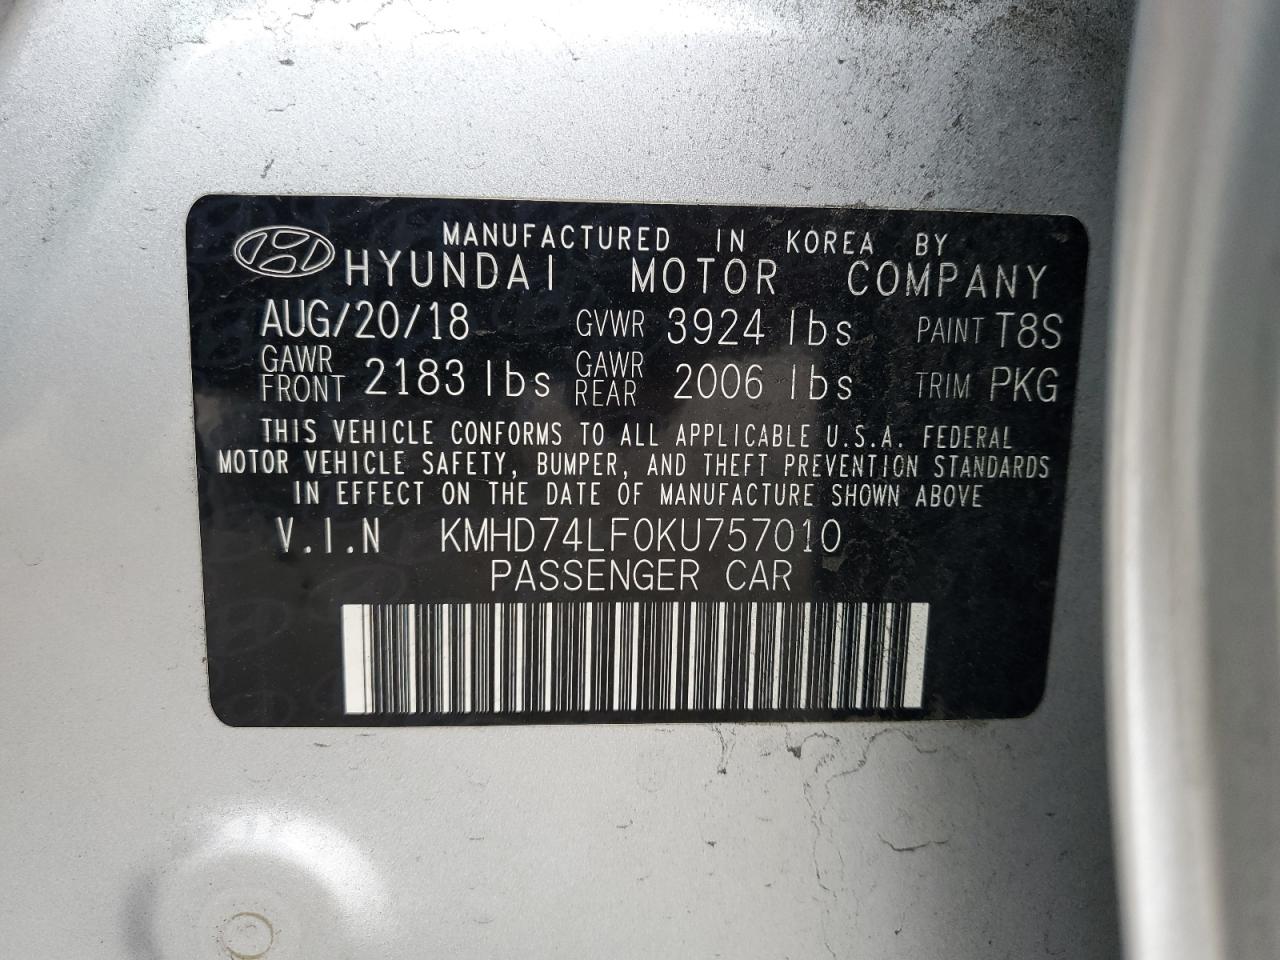 MANUFACTURED IN KOREA BY
HYUNDAI MOTOR COMPANY
AUG/20/18 GVWR 3924 lbs PAINT T8S
GAWR FRONT 2183 lbs GAWR REAR 2006 lbs TRIM PKG
THIS VEHICLE CONFORMS TO ALL APPLICABLE U.S.A. FEDERAL
MOTOR VEHICLE SAFETY, BUMPER, AND THEFT PREVENTION STANDARDS
IN EFFECT ON THE DATE OF MANUFACTURE SHOWN ABOVE
V.I.N KMHD74LF0KU757010
PASSENGER CAR